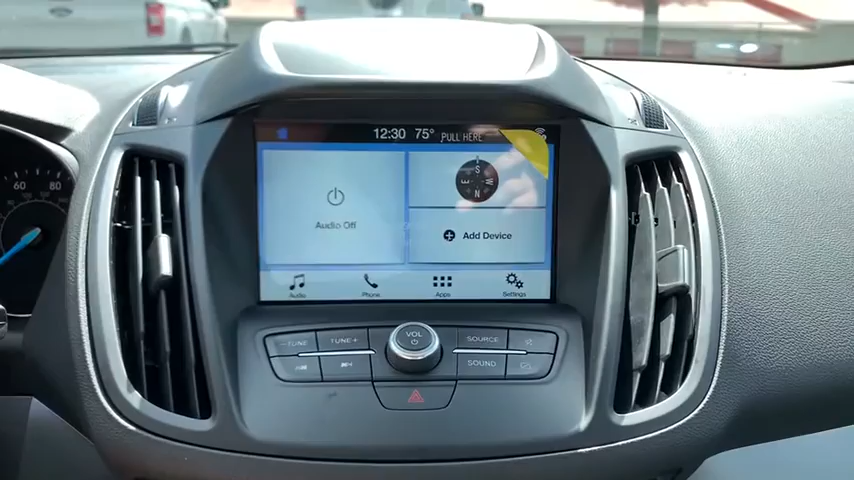 12:30 75° PULL HERE
60 80
S
W
N
Audio Off
Add Device
Audio Phone Apps Settings
VOL
- TUNE TUNE + SOURCE
SOUND